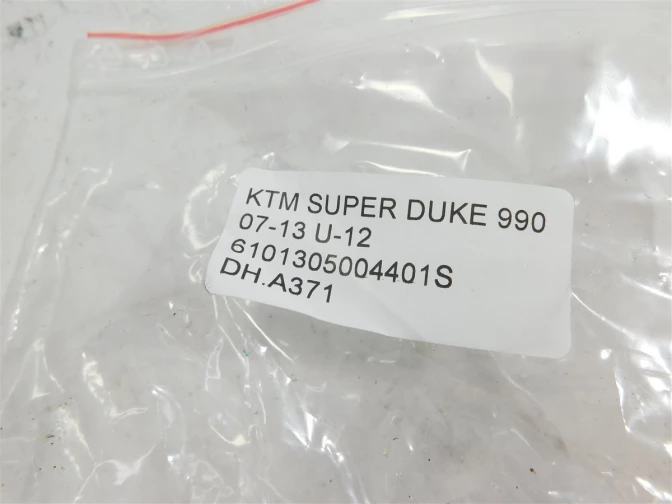 KTM SUPER DUKE 990
07-13 U-12
6101305004401S
DH.A371